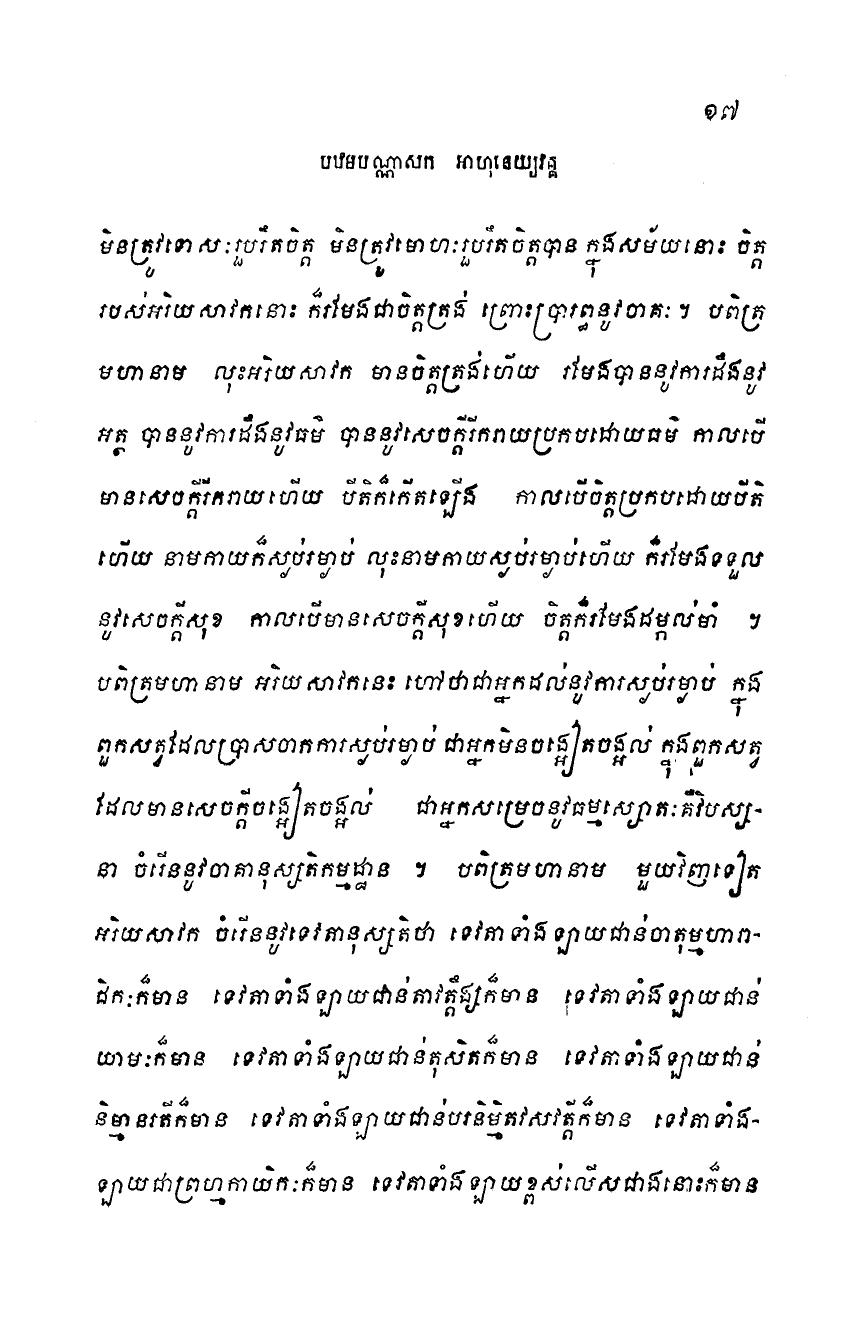 ១៧
បឋមបណ្ណាសក អាហុនេយ្យវគ្គ
មិនត្រូវទោសៈរួបរឹតចិត្ត មិនត្រូវមោហៈរួបរឹតចិត្តបាន ក្នុងសម័យនោះ ចិត្ត
របស់អរិយសាវកនោះ ក៏រមែងជាចិត្តត្រង់ ព្រោះប្រារព្ធនូវចាគៈ ។ បពិត្រ
មហានាម លុះអរិយសាវក មានចិត្តត្រង់ហើយ រមែងបាននូវការដឹងនូវ
អត្ថ បាននូវការដឹងនូវធម៌ បាននូវសេចក្តីរីករាយប្រកបដោយធម៌ កាលបើ
មានសេចក្តីរីករាយហើយ បីតិក៏កើតឡើង កាលបើចិត្តប្រកបដោយបីតិ
ហើយ នាមកាយក៏ស្ងប់រម្ងាប់ លុះនាមកាយស្ងប់រម្ងាប់ហើយ ក៏រមែងទទួល
នូវសេចក្តីសុខ កាលបើមានសេចក្តីសុខហើយ ចិត្តក៏រមែងដម្កល់មាំ ។
បពិត្រមហានាម អរិយសាវកនេះ ហៅថាជាអ្នកដល់នូវការស្ងប់រម្ងាប់ ក្នុង
ពួកសត្វដែលប្រាសចាកការស្ងប់រម្ងាប់ ជាអ្នកមិនចង្អៀតចង្អល់ ក្នុងពួកសត្វ
ដែលមានសេចក្តីចង្អៀតចង្អល់ ជាអ្នកសម្រេចនូវធម្មស្សោតៈគឺវិបស្ស-
នា ចំរើននូវចាគានុស្សតិកម្មដ្ឋាន ។ បពិត្រមហានាម មួយវិញទៀត
អរិយសាវក ចំរើននូវទេវតានុស្សតិថា ទេវតាទាំងឡាយជាន់ចាតុម្មហារា-
ជិកៈក៏មាន ទេវតាទាំងឡាយជាន់តាវត្តឹង្សក៏មាន ទេវតាទាំងឡាយជាន់
យាមៈក៏មាន ទេវតាទាំងឡាយជាន់តុសិតក៏មាន ទេវតាទាំងឡាយជាន់
និម្មានរតីក៏មាន ទេវតាទាំងឡាយជាន់បរនិម្មិតវសវត្តីក៏មាន ទេវតាទាំង-
ឡាយជាព្រហ្មកាយិកៈក៏មាន ទេវតាទាំងឡាយខ្ពស់លើសជាងនោះក៏មាន